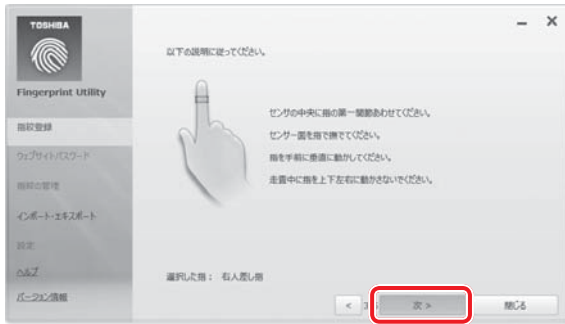 TOSHIBA
Fingerprint Utility
指紋登録
ウェブサイトパスワード
指紋の管理
インポート・エキスポート
設定
ヘルプ
バージョン情報
以下の説明に従ってください。
センサの中央に指の第一関節あわせてください。
センサー面を指で撫でてください。
指を手前に垂直に動かしてください。
走査中に指を上下左右に動かさないでください。
選択した指： 右人差し指
<
次 >
閉じる